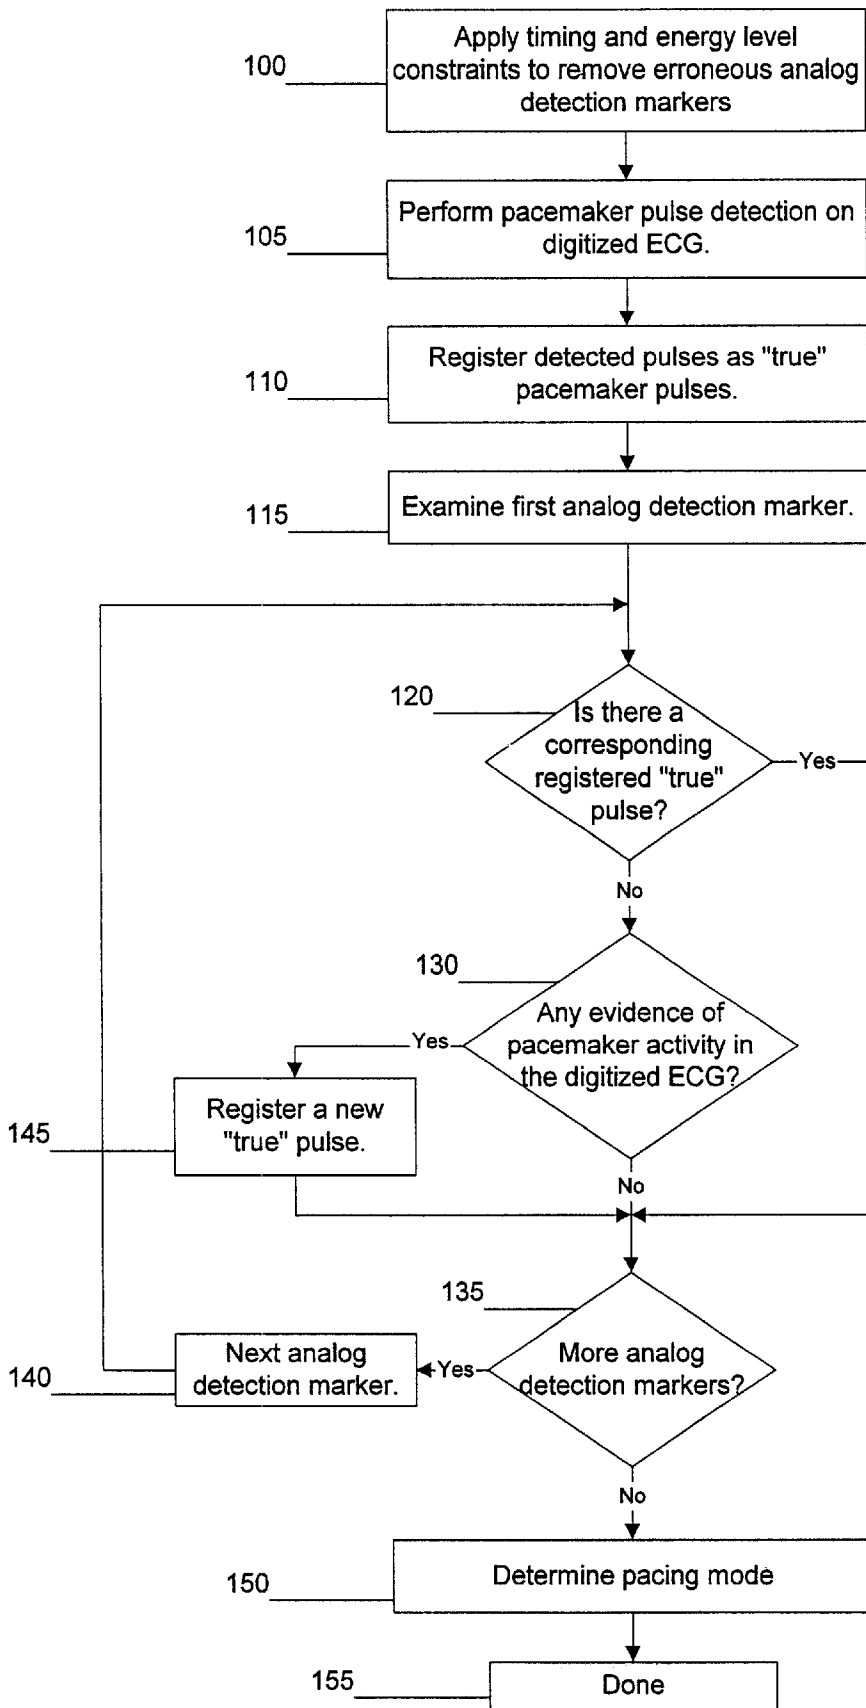 100
Apply timing and energy level
constraints to remove erroneous analog
detection markers
105
Perform pacemaker pulse detection on
digitized ECG.
110
Register detected pulses as "true"
pacemaker pulses.
115
Examine first analog detection marker.
120
Is there a
corresponding
registered "true"
pulse?
Yes
No
130
Any evidence of
pacemaker activity in
the digitized ECG?
Yes
145
Register a new
"true" pulse.
No
135
More analog
detection markers?
Yes
140
Next analog
detection marker.
No
150
Determine pacing mode
155
Done